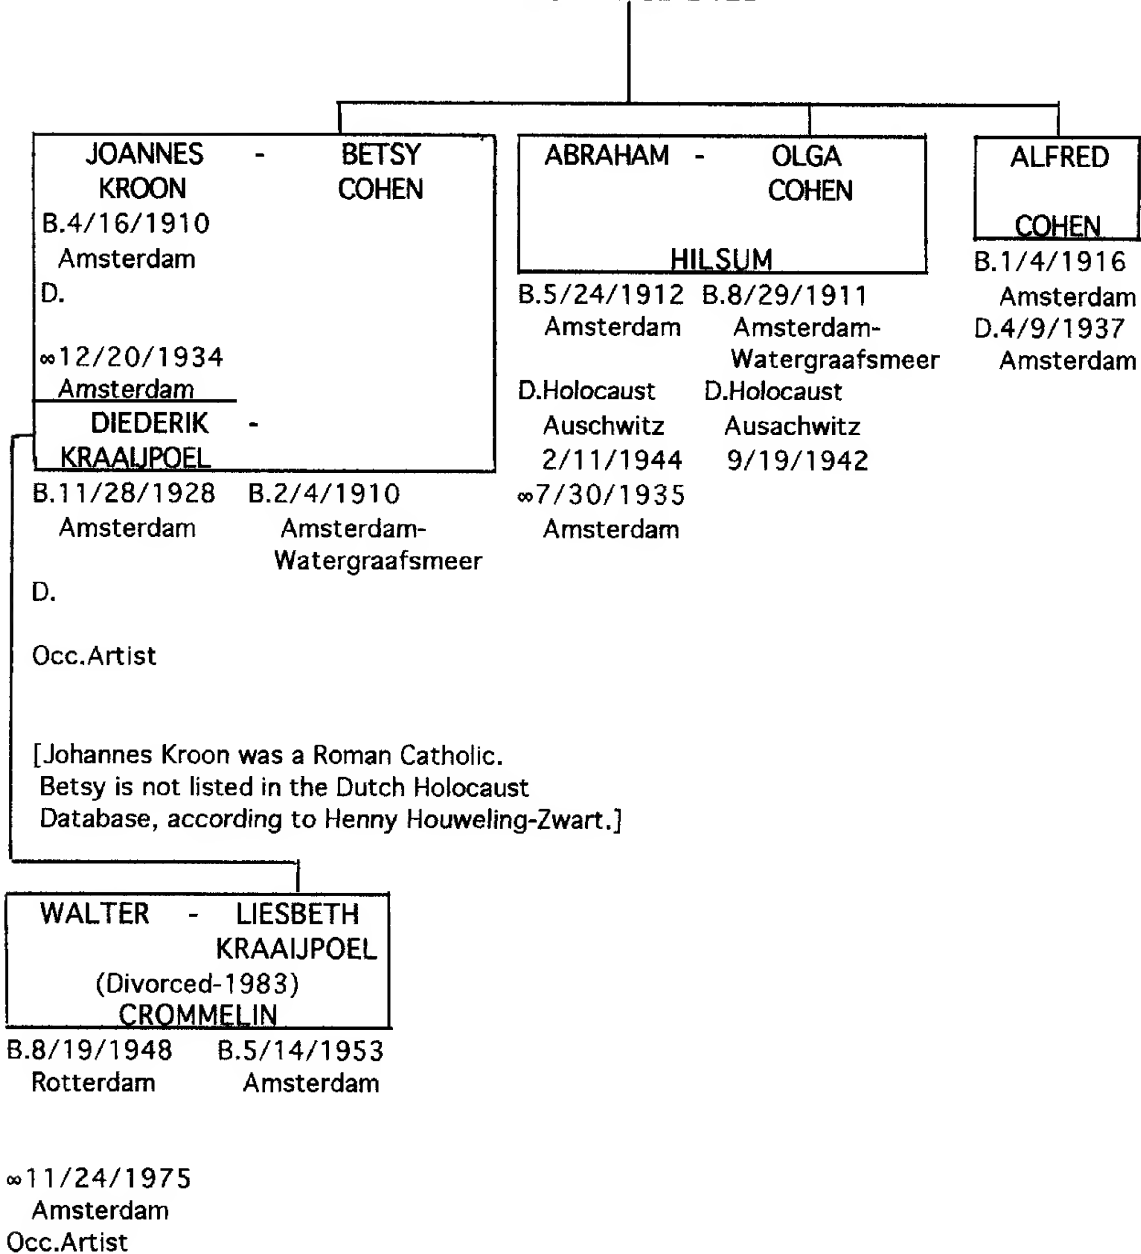 JOANNES - BETSY
KROON COHEN
B.4/16/1910
Amsterdam
D.
∞12/20/1934
Amsterdam
DIEDERIK -
KRAAIJPOEL
B.11/28/1928 B.2/4/1910
Amsterdam Amsterdam-
Watergraafsmeer
D.
Occ.Artist
[Johannes Kroon was a Roman Catholic.
Betsy is not listed in the Dutch Holocaust
Database, according to Henny Houweling-Zwart.]
ABRAHAM - OLGA
COHEN
HILSUM
B.5/24/1912 B.8/29/1911
Amsterdam Amsterdam-
Watergraafsmeer
D.Holocaust D.Holocaust
Auschwitz Ausachwitz
2/11/1944 9/19/1942
∞7/30/1935
Amsterdam
ALFRED
COHEN
B.1/4/1916
Amsterdam
D.4/9/1937
Amsterdam
WALTER - LIESBETH
KRAAIJPOEL
(Divorced-1983)
CROMMELIN
B.8/19/1948 B.5/14/1953
Rotterdam Amsterdam
∞11/24/1975
Amsterdam
Occ.Artist